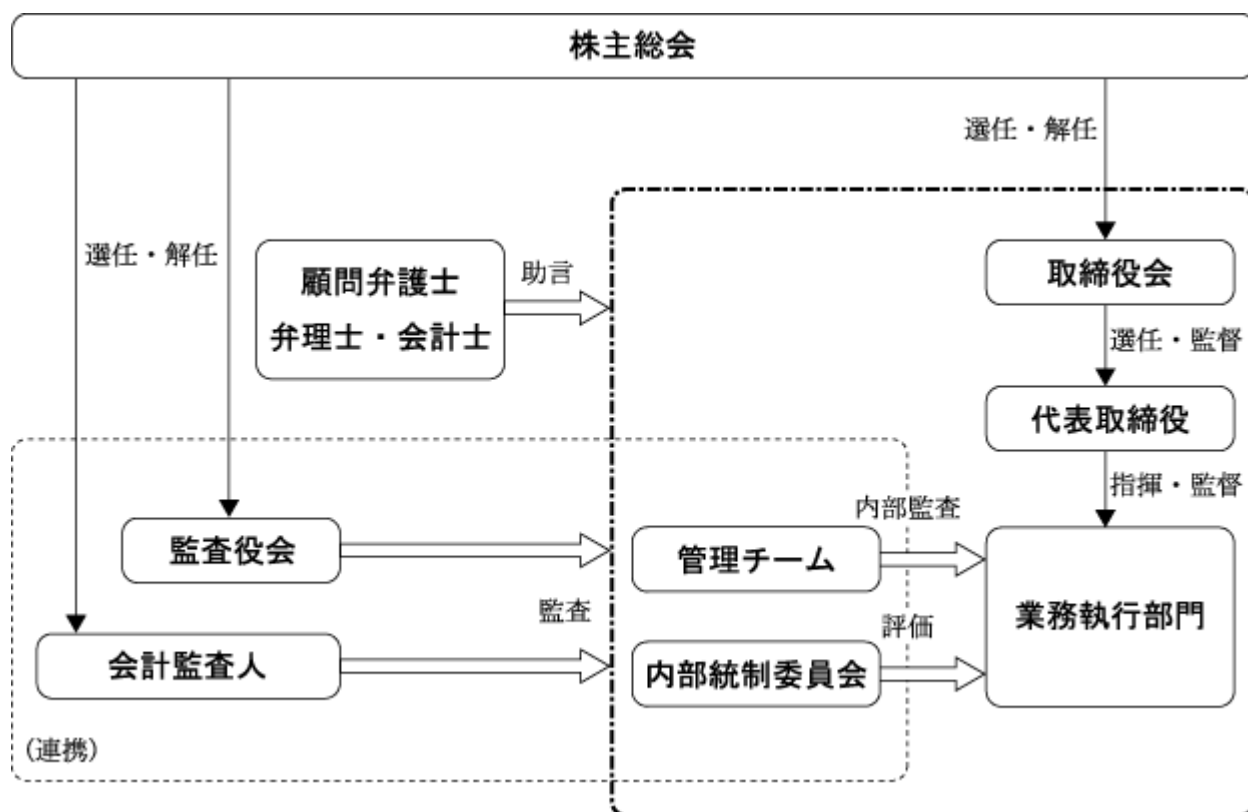 株主総会
選任・解任
選任・解任
顧問弁護士
弁理士・会計士
助言
取締役会
選任・監督
代表取締役
指揮・監督
内部監査
監査役会
管理チーム
業務執行部門
監査
評価
会計監査人
内部統制委員会
(連携)